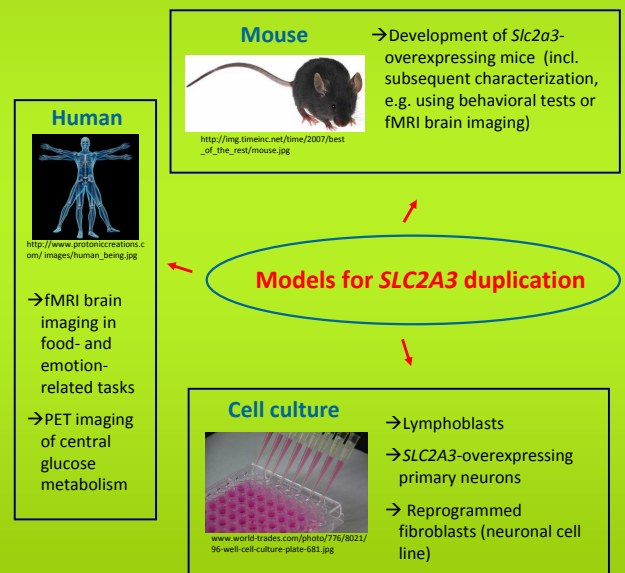 Mouse
http://img.timeinc.net/time/2007/best
_of_the_rest/mouse.jpg
→Development of Slc2a3-
overexpressing mice (incl.
subsequent characterization,
e.g. using behavioral tests or
fMRI brain imaging)
Human
http://www.protoniccreations.c
om/ images/human_being.jpg
→fMRI brain
imaging in
food- and
emotion-
related tasks
→PET imaging
of central
glucose
metabolism
Models for SLC2A3 duplication
Cell culture
www.world-trades.com/photo/776/8021/
96-well-cell-culture-plate-681.jpg
→Lymphoblasts
→SLC2A3-overexpressing
primary neurons
→ Reprogrammed
fibroblasts (neuronal cell
line)